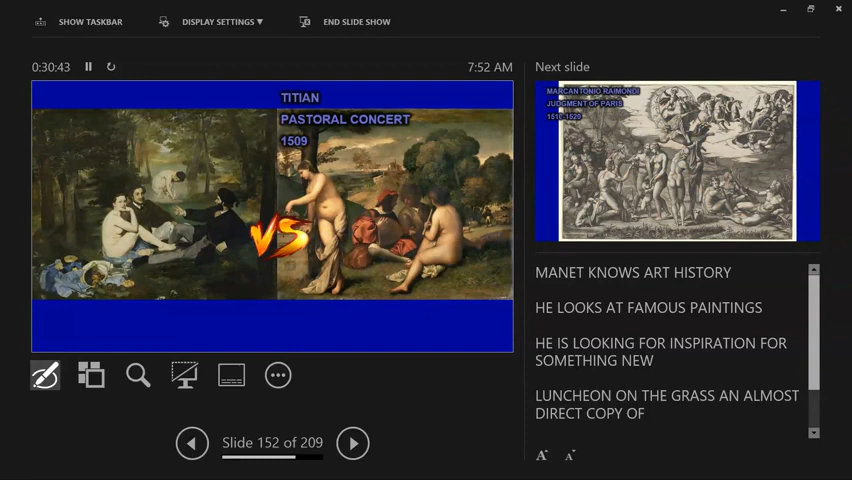 SHOW TASKBAR
DISPLAY SETTINGS ▼
END SLIDE SHOW
0:30:43
7:52 AM
TITIAN
PASTORAL CONCERT
1509
VS
Slide 152 of 209
Next slide
MARCANTONIO RAIMONDI
JUDGMENT OF PARIS
1510-1520
MANET KNOWS ART HISTORY
HE LOOKS AT FAMOUS PAINTINGS
HE IS LOOKING FOR INSPIRATION FOR
SOMETHING NEW
LUNCHEON ON THE GRASS AN ALMOST
DIRECT COPY OF
A A